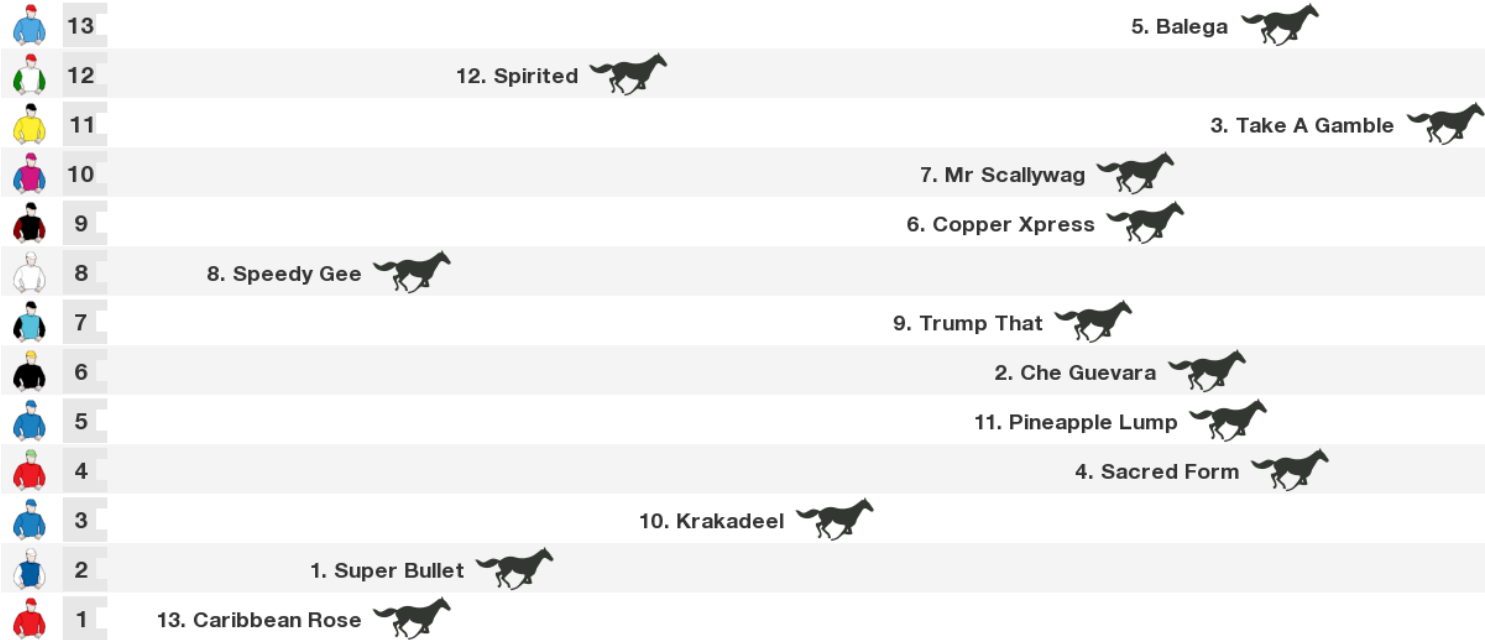 13 5. Balega
12 12. Spirited
11 3. Take A Gamble
10 7. Mr Scallywag
9 6. Copper Xpress
8 8. Speedy Gee
7 9. Trump That
6 2. Che Guevara
5 11. Pineapple Lump
4 4. Sacred Form
3 10. Krakadeel
2 1. Super Bullet
1 13. Caribbean Rose